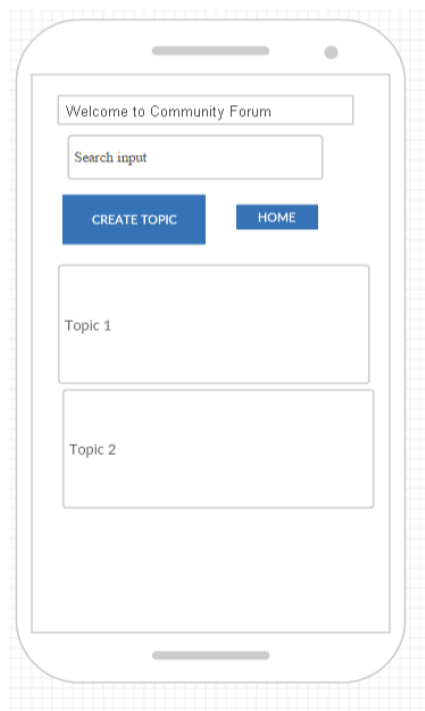 Welcome to Community Forum
Search input
CREATE TOPIC
HOME
Topic 1
Topic 2